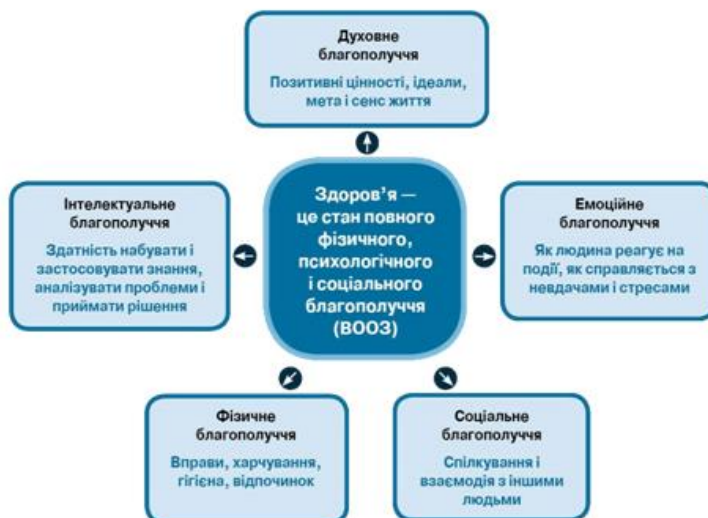 Духовне
благополуччя
Позитивні цінності, ідеали,
мета і сенс життя
Інтелектуальне
благополуччя
Здатність набувати і
застосовувати знання,
аналізувати проблеми і
приймати рішення
Здоров’я —
це стан повного
фізичного,
психологічного
і соціального
благополуччя
(ВООЗ)
Емоційне
благополуччя
Як людина реагує на
події, як справляється з
невдачами і стресами
Фізичне
благополуччя
Вправи, харчування,
гігієна, відпочинок
Соціальне
благополуччя
Спілкування і
взаємодія з іншими
людьми